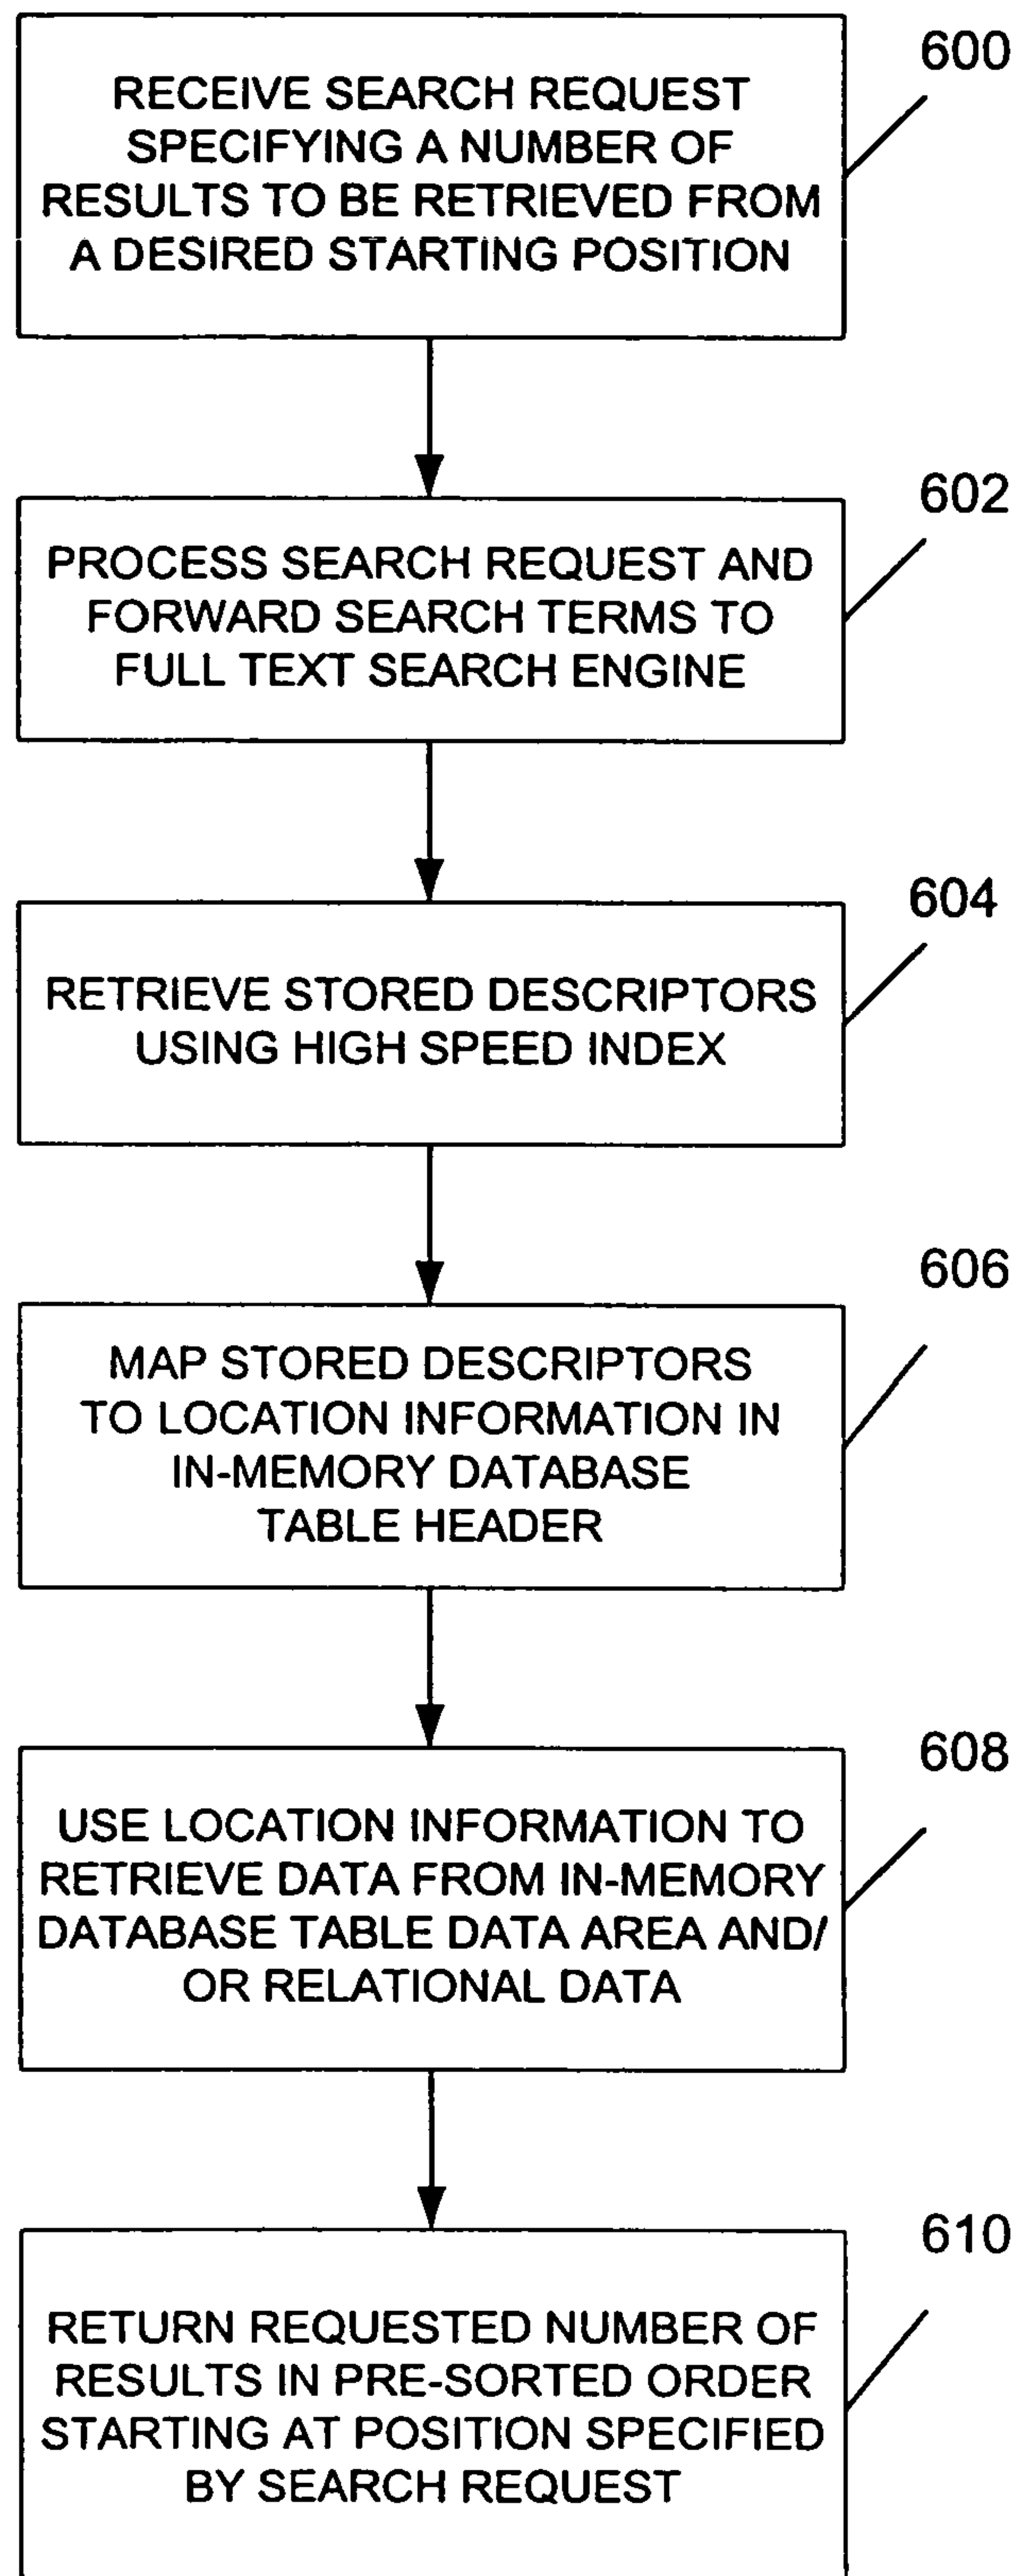 600
RECEIVE SEARCH REQUEST
SPECIFYING A NUMBER OF
RESULTS TO BE RETRIEVED FROM
A DESIRED STARTING POSITION
602
PROCESS SEARCH REQUEST AND
FORWARD SEARCH TERMS TO
FULL TEXT SEARCH ENGINE
604
RETRIEVE STORED DESCRIPTORS
USING HIGH SPEED INDEX
606
MAP STORED DESCRIPTORS
TO LOCATION INFORMATION IN
IN-MEMORY DATABASE
TABLE HEADER
608
USE LOCATION INFORMATION TO
RETRIEVE DATA FROM IN-MEMORY
DATABASE TABLE DATA AREA AND/
OR RELATIONAL DATA
610
RETURN REQUESTED NUMBER OF
RESULTS IN PRE-SORTED ORDER
STARTING AT POSITION SPECIFIED
BY SEARCH REQUEST